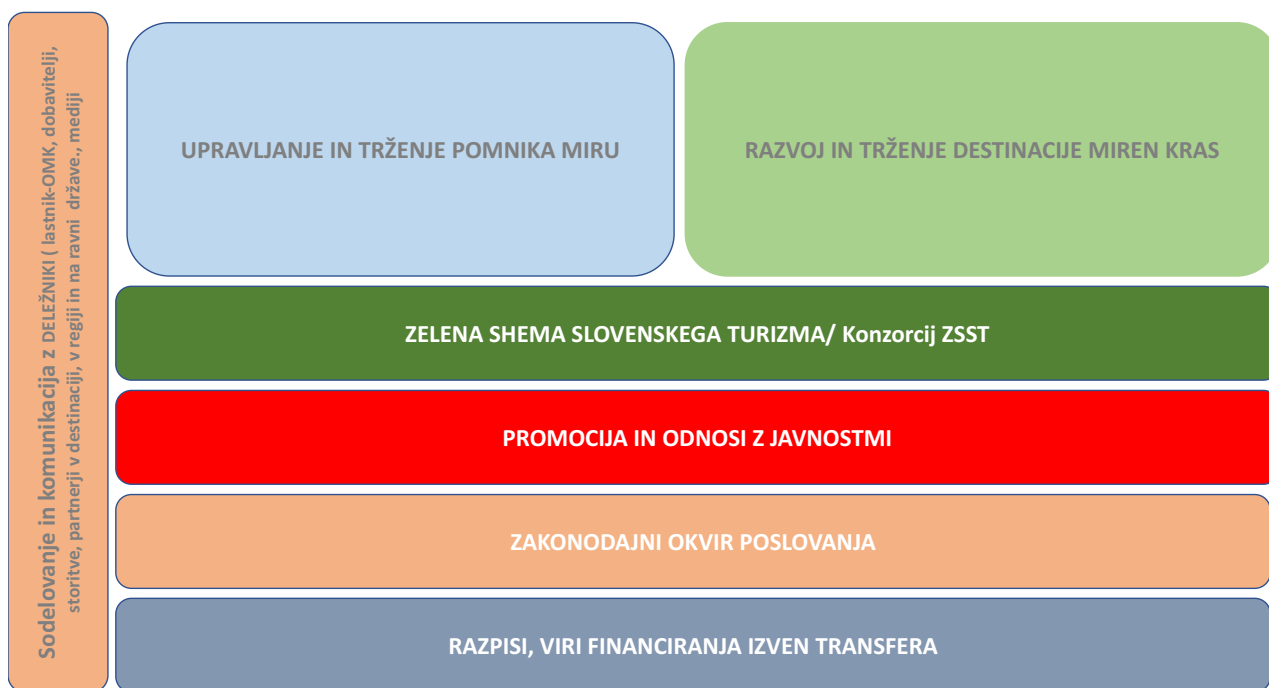 Sodelovanje in komunikacija z DELEŽNIKI ( lastnik-OMK, dobavitelji,
storitve, partnerji v destinaciji, v regiji in na ravni države., mediji
UPRAVLJANJE IN TRŽENJE POMNIKA MIRU
RAZVOJ IN TRŽENJE DESTINACIJE MIREN KRAS
ZELENA SHEMA SLOVENSKEGA TURIZMA/ Konzorcij ZSST
PROMOCIJA IN ODNOSI Z JAVNOSTMI
ZAKONODAJNI OKVIR POSLOVANJA
RAZPISI, VIRI FINANCIRANJA IZVEN TRANSFERA